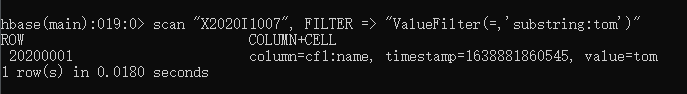 hbase(main):019:0> scan "X2020I1007", FILTER => "ValueFilter(=,'substring:tom')"
ROW COLUMN+CELL
20200001 column=cf1:name, timestamp=1638881860545, value=tom
1 row(s) in 0.0180 seconds